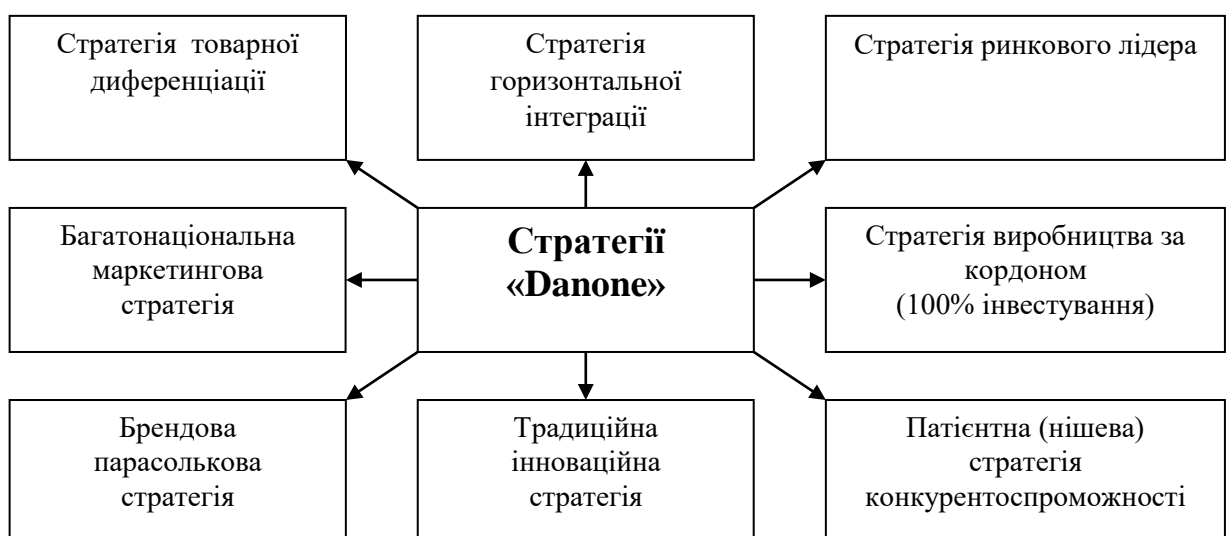 Стратегія товарної
диференціації
Стратегія
горизонтальної
інтеграції
Стратегія ринкового лідера
Багатонаціональна
маркетингова
стратегія
Стратегії
«Danone»
Стратегія виробництва за
кордоном
(100% інвестування)
Брендова
парасолькова
стратегія
Традиційна
інноваційна
стратегія
Патієнтна (нішева)
стратегія
конкурентоспроможності